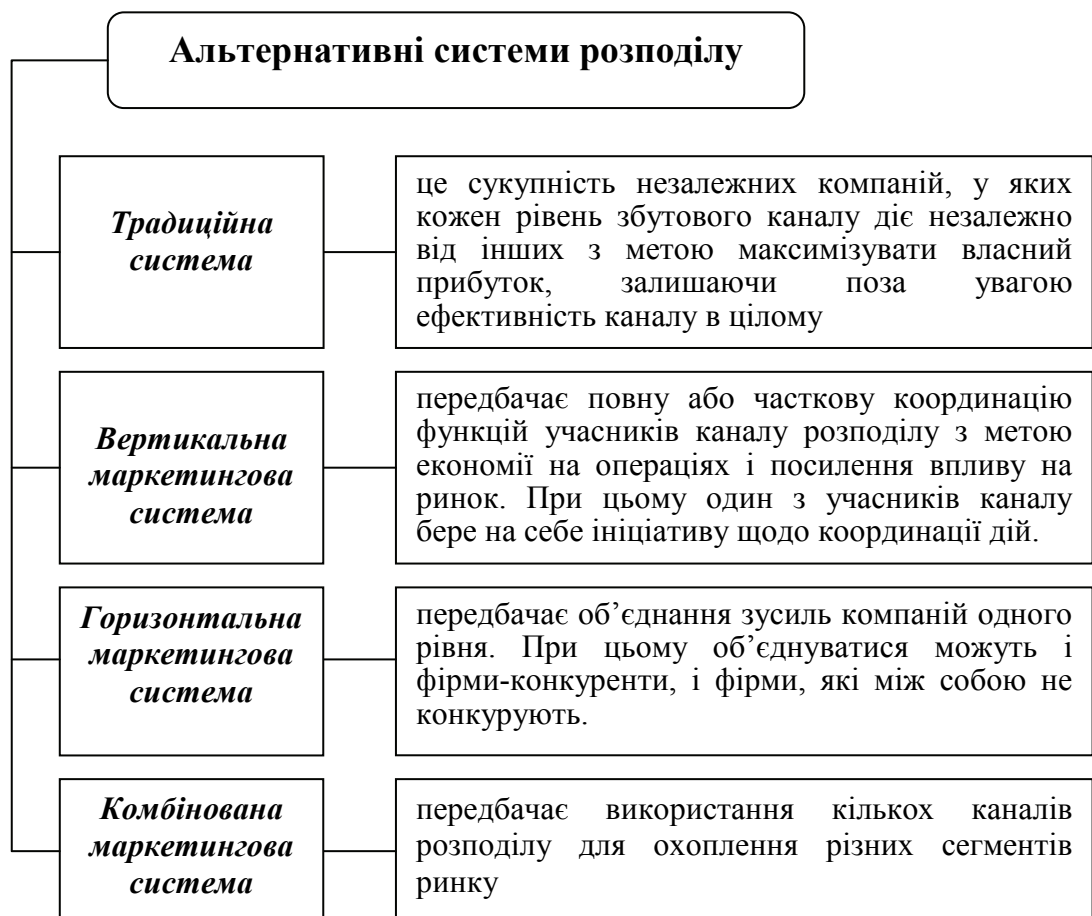 Альтернативні системи розподілу
Традиційна
система
це сукупність незалежних компаній, у яких
кожен рівень збутового каналу діє незалежно
від інших з метою максимізувати власний
прибуток, залишаючи поза увагою
ефективність каналу в цілому
Вертикальна
маркетингова
система
передбачає повну або часткову координацію
функцій учасників каналу розподілу з метою
економії на операціях і посилення впливу на
ринок. При цьому один з учасників каналу
бере на себе ініціативу щодо координації дій.
Горизонтальна
маркетингова
система
передбачає об’єднання зусиль компаній одного
рівня. При цьому об’єднуватися можуть і
фірми-конкуренти, і фірми, які між собою не
конкурують.
Комбінована
маркетингова
система
передбачає використання кількох каналів
розподілу для охоплення різних сегментів
ринку